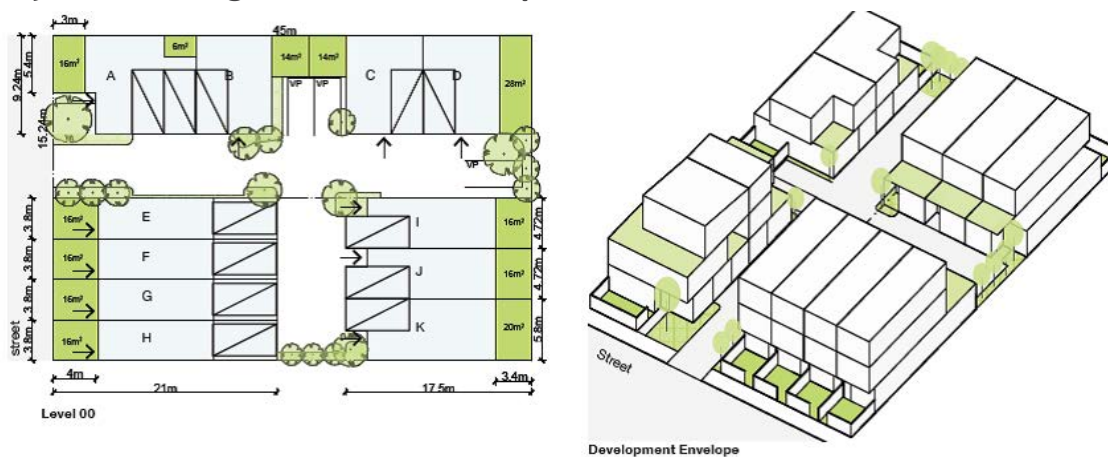 3m
45m
16m²
5.4m
9.24m
15.24m
A
6m²
B
14m²
14m²
VP
VP
C
D
28m²
VP
street
3.8m
3.8m
3.8m
3.8m
16m²
E
16m²
F
16m²
G
16m²
H
I
16m²
4.72m
J
16m²
4.72m
K
20m²
5.8m
4m
21m
17.5m
3.4m
Level 00
Street
Development Envelope